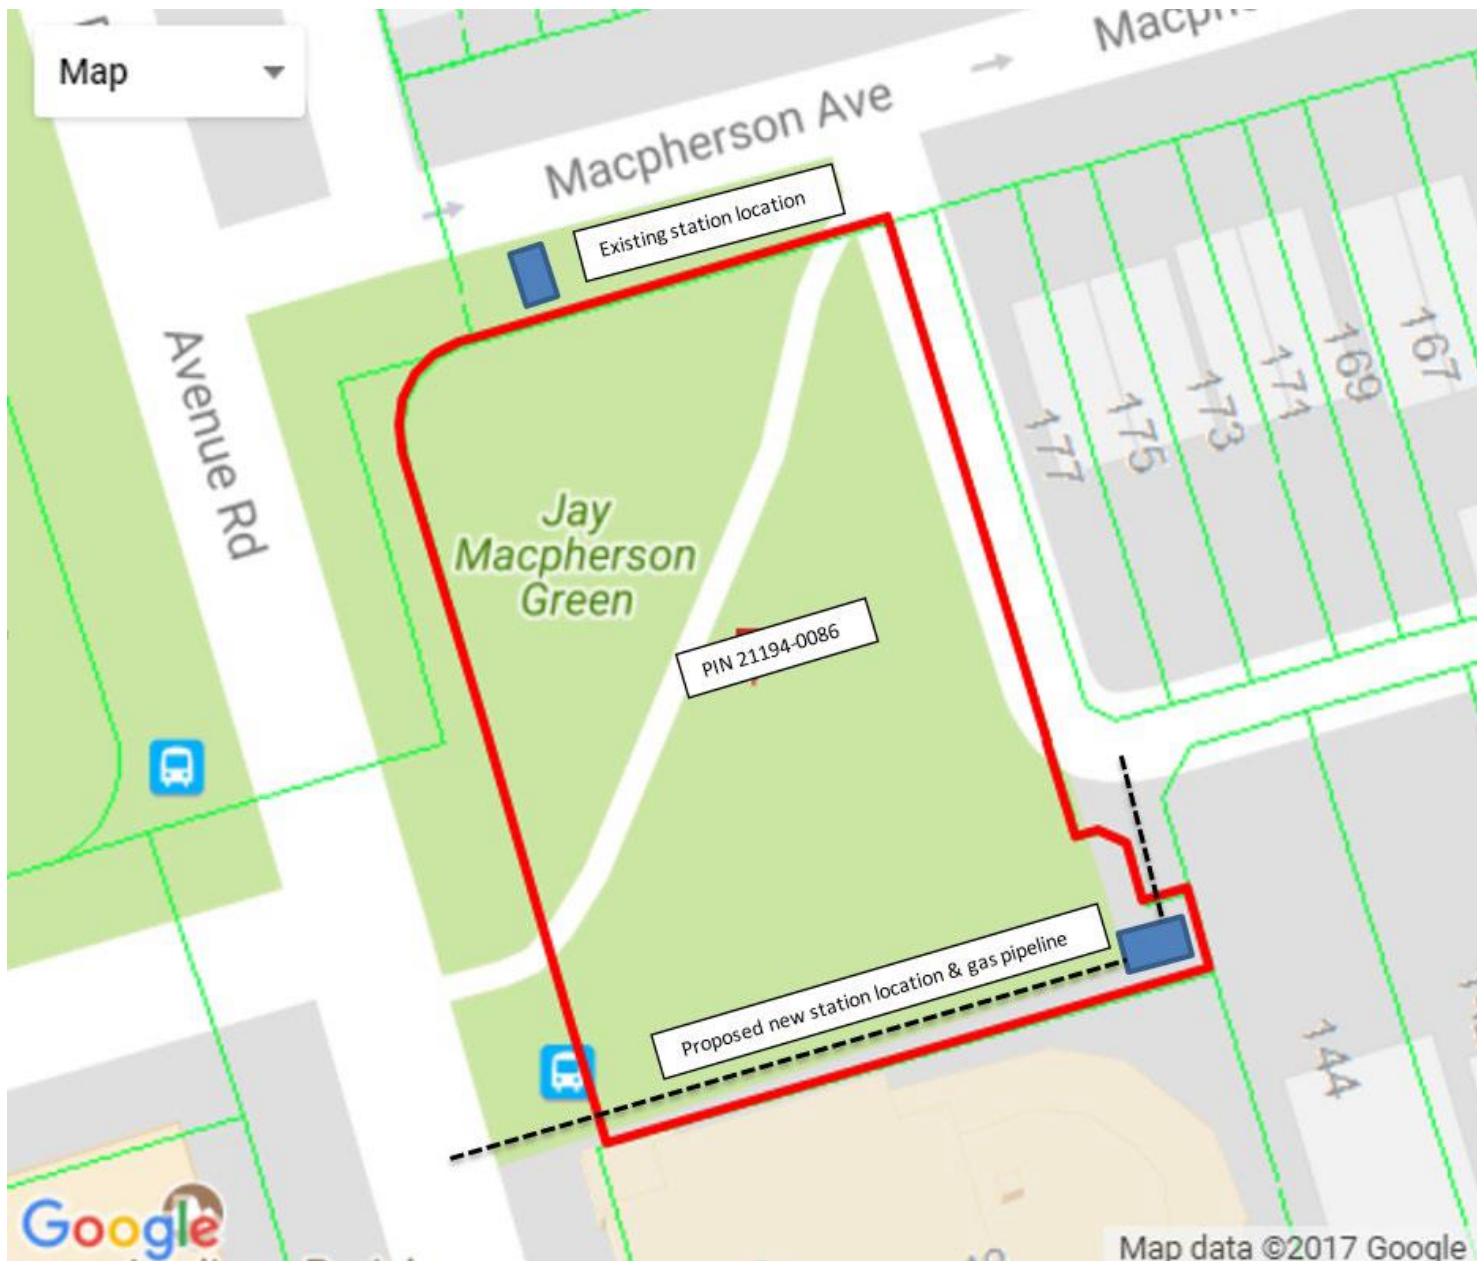 Map
Macpherson Ave
Existing station location
Avenue Rd
177
175
173
171
169
167
Jay
Macpherson
Green
PIN 21194-0086
Proposed new station location & gas pipeline
144
Google
Map data ©2017 Google